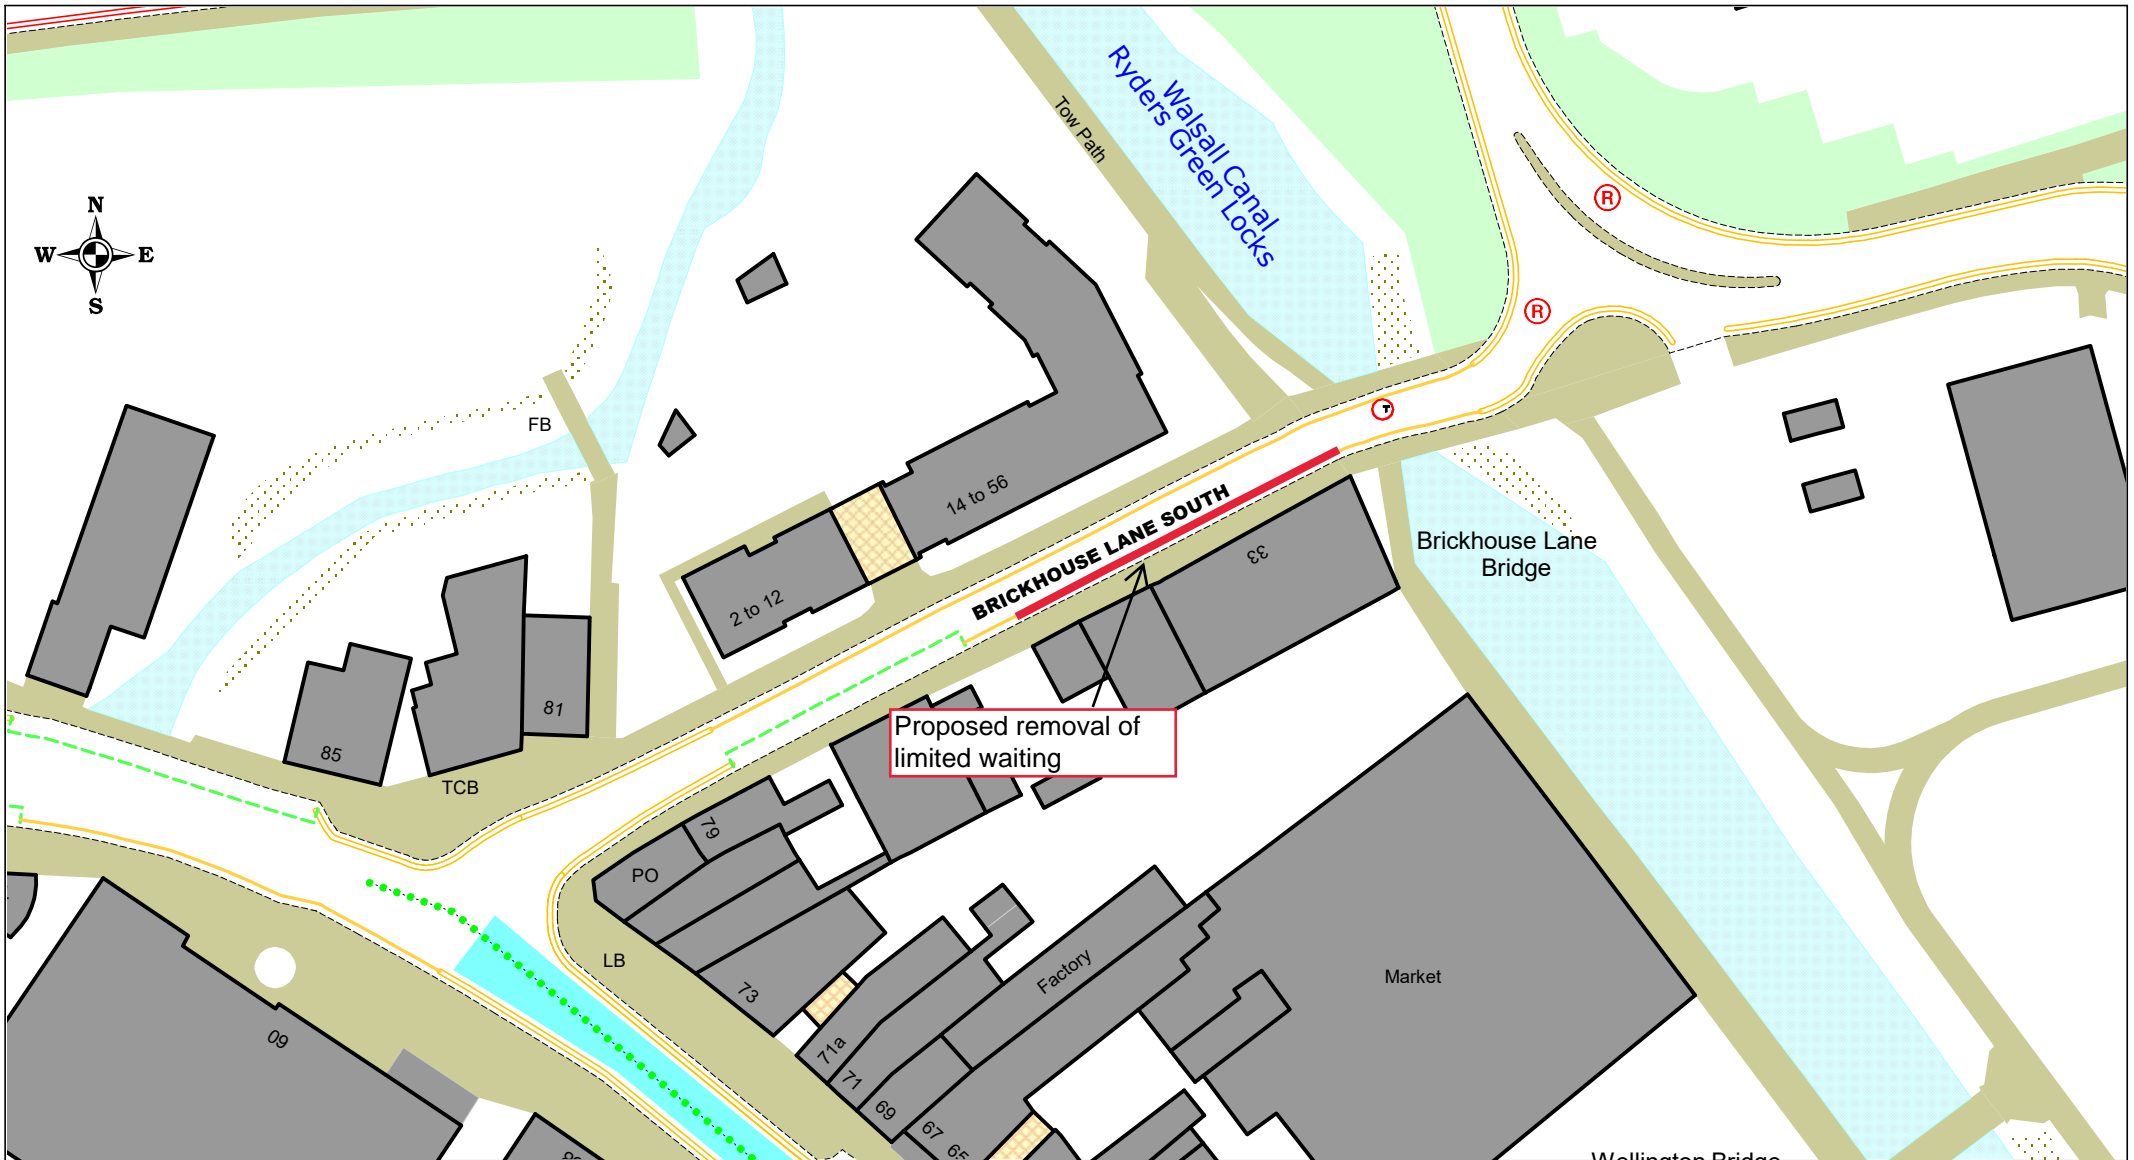 Walsall Canal
Ryders Green Locks
Tow Path
N
W
E
S
R
R
FB
14 to 56
BRICKHOUSE LANE SOUTH
33
Brickhouse Lane
Bridge
2 to 12
81
85
TCB
Proposed removal of
limited waiting
79
PO
LB
73
Factory
Market
60
71a
71
69
67
65
Wellington Bridge